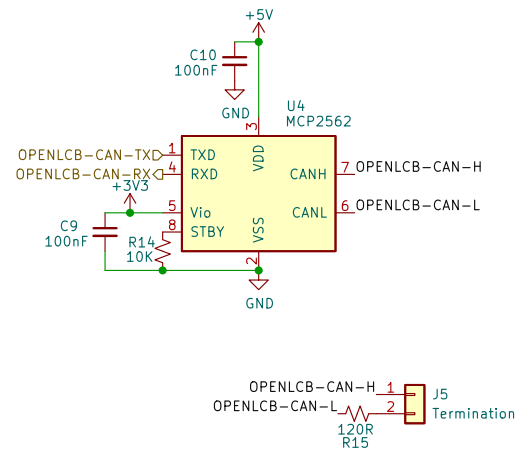 +5V
C10
100nF
GND
U4
MCP2562
3
VDD
OPENLCB-CAN-TX 1 TXD
OPENLCB-CAN-RX 4 RXD
CANH 7 OPENLCB-CAN-H
+3V3
5 Vio
CANL 6 OPENLCB-CAN-L
C9
100nF
8 STBY
R14
10K
VSS
2
GND
OPENLCB-CAN-H 1 J5
OPENLCB-CAN-L 2 Termination
120R
R15